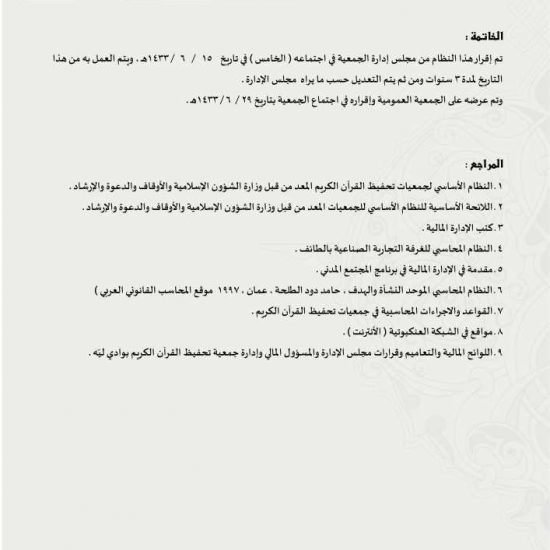 الخاتمة :
تم إقرار هذا النظام من مجلس إدارة الجمعية في اجتماعه ( الخامس ) في تاريخ ١٥ / ٦ / ١٤٣٣هـ ، ويتم العمل به من هذا
التاريخ لمدة ٣ سنوات ومن ثم يتم التعديل حسب ما يراه مجلس الإدارة .
وتم عرضه على الجمعية العمومية وإقراره في اجتماع الجمعية بتاريخ ٢٩ / ٦ / ١٤٣٣هـ .
المراجع :
١. النظام الأساسي لجمعيات تحفيظ القرآن الكريم المعد من قبل وزارة الشؤون الإسلامية والأوقاف والدعوة والإرشاد .
٢. اللائحة الأساسية للنظام الأساسي للجمعيات المعد من قبل وزارة الشؤون الإسلامية والأوقاف والدعوة والإرشاد .
٣. كتب الإدارة المالية .
٤. النظام المحاسبي للغرفة التجارية الصناعية بالطائف .
٥. مقدمة في الإدارة المالية في برنامج المجتمع المدني .
٦. النظام المحاسبي الموحد النشأة والهدف ، حامد دود الطلحة ، عمان ، ١٩٩٧ موقع المحاسب القانوني العربي )
٧. القواعد والاجراءات المحاسبية في جمعيات تحفيظ القرآن الكريم .
٨. مواقع في الشبكة العنكبوتية ( الأنترنت ) .
٩. اللوائح المالية والتعاميم وقرارات مجلس الإدارة والمسؤول المالي وإدارة جمعية تحفيظ القرآن الكريم بوادي ليّه .